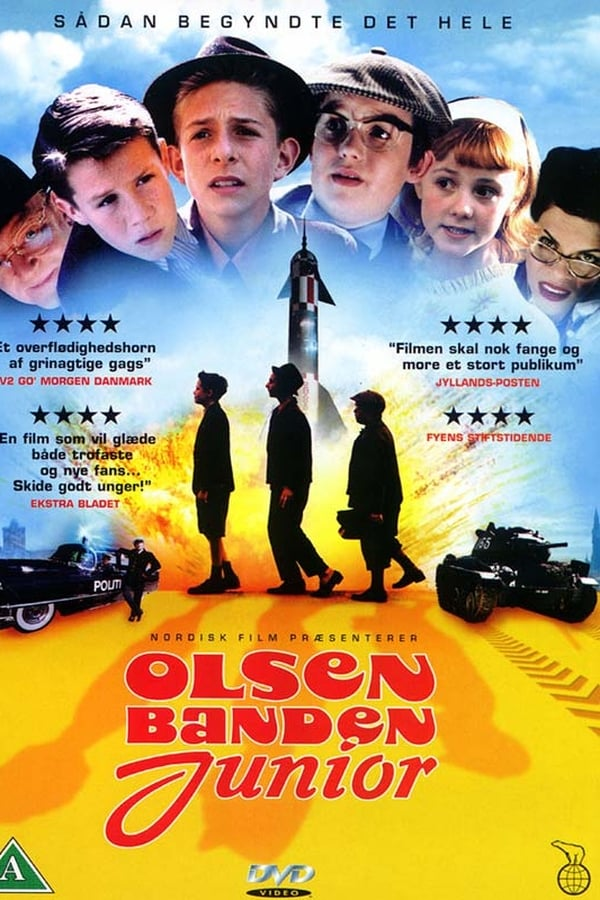 SÅDAN BEGYNDTE DET HELE
Et overflødighedshorn
af grinagtige gags”
V2 GO' MORGEN DANMARK
“Filmen skal nok fange og
more et stort publikum”
JYLLANDS-POSTEN
En film som vil glæde
både trofaste
og nye fans...
Skide godt unger!”
EKSTRA BLADET
FYENS STIFTSTIDENDE
POLITI
NORDISK FILM PRÆSENTERER
OLSEN
BANDEN
Junior
A
DVD
VIDEO